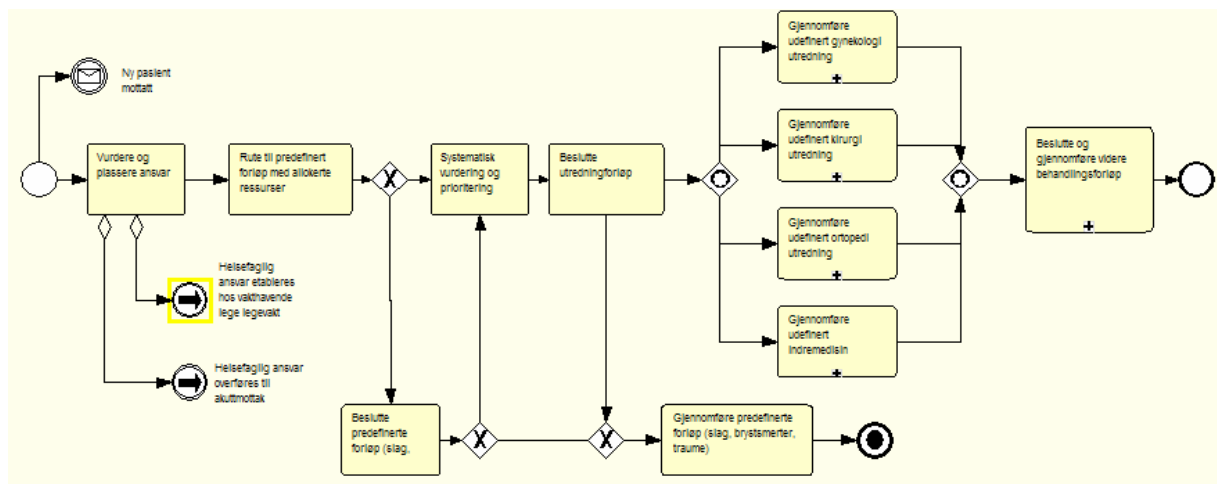 Ny pasient
mottatt
Vurdere og
plassere ansvar
Rute til predefinert
forløp med allokerte
ressurser
X
Systematisk
vurdering og
prioritering
Beslutte
utredningforløp
Gjennomføre
udefinert gynekologi
utredning
+
Gjennomføre
udefinert kirurgi
utredning
+
Gjennomføre
udefinert ortopedi
utredning
+
Gjennomføre
udefinert
indremedisin
+
Beslutte og
gjennomføre videre
behandlingsforløp
+
Helsefaglig
ansvar etableres
hos vakthavende
lege legevakt
Helsefaglig ansvar
overføres til
akuttmottak
Beslutte
predefinerte
forløp (slag,
X
X
Gjennomføre predefinerte
forløp (slag, brystsmerter,
traume)